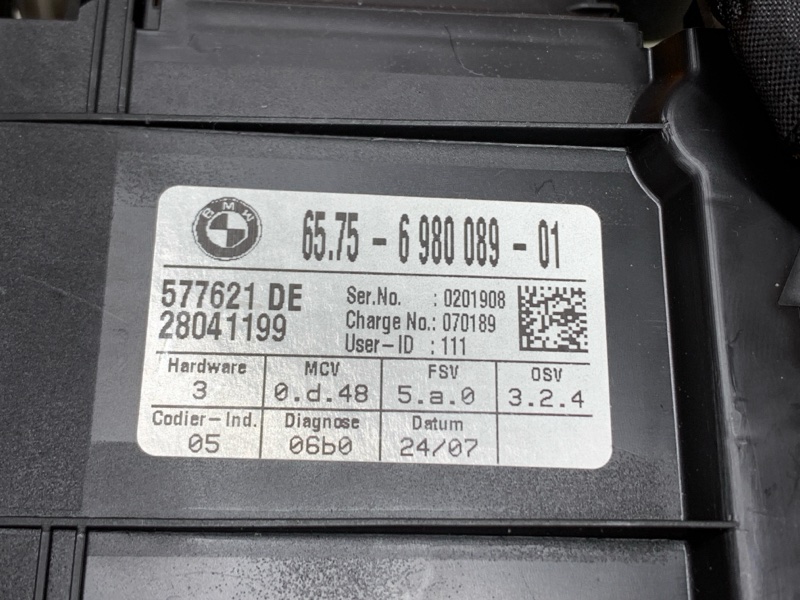 BMW
65.75 - 6 980 089 - 01
577621 DE
28041199
Ser.No. : 0201908
Charge No.: 070189
User-ID : 111
Hardware MCV FSV OSV
3 0.d.48 5.a.0 3.2.4
Codier-Ind. Diagnose Datum
05 06b0 24/07